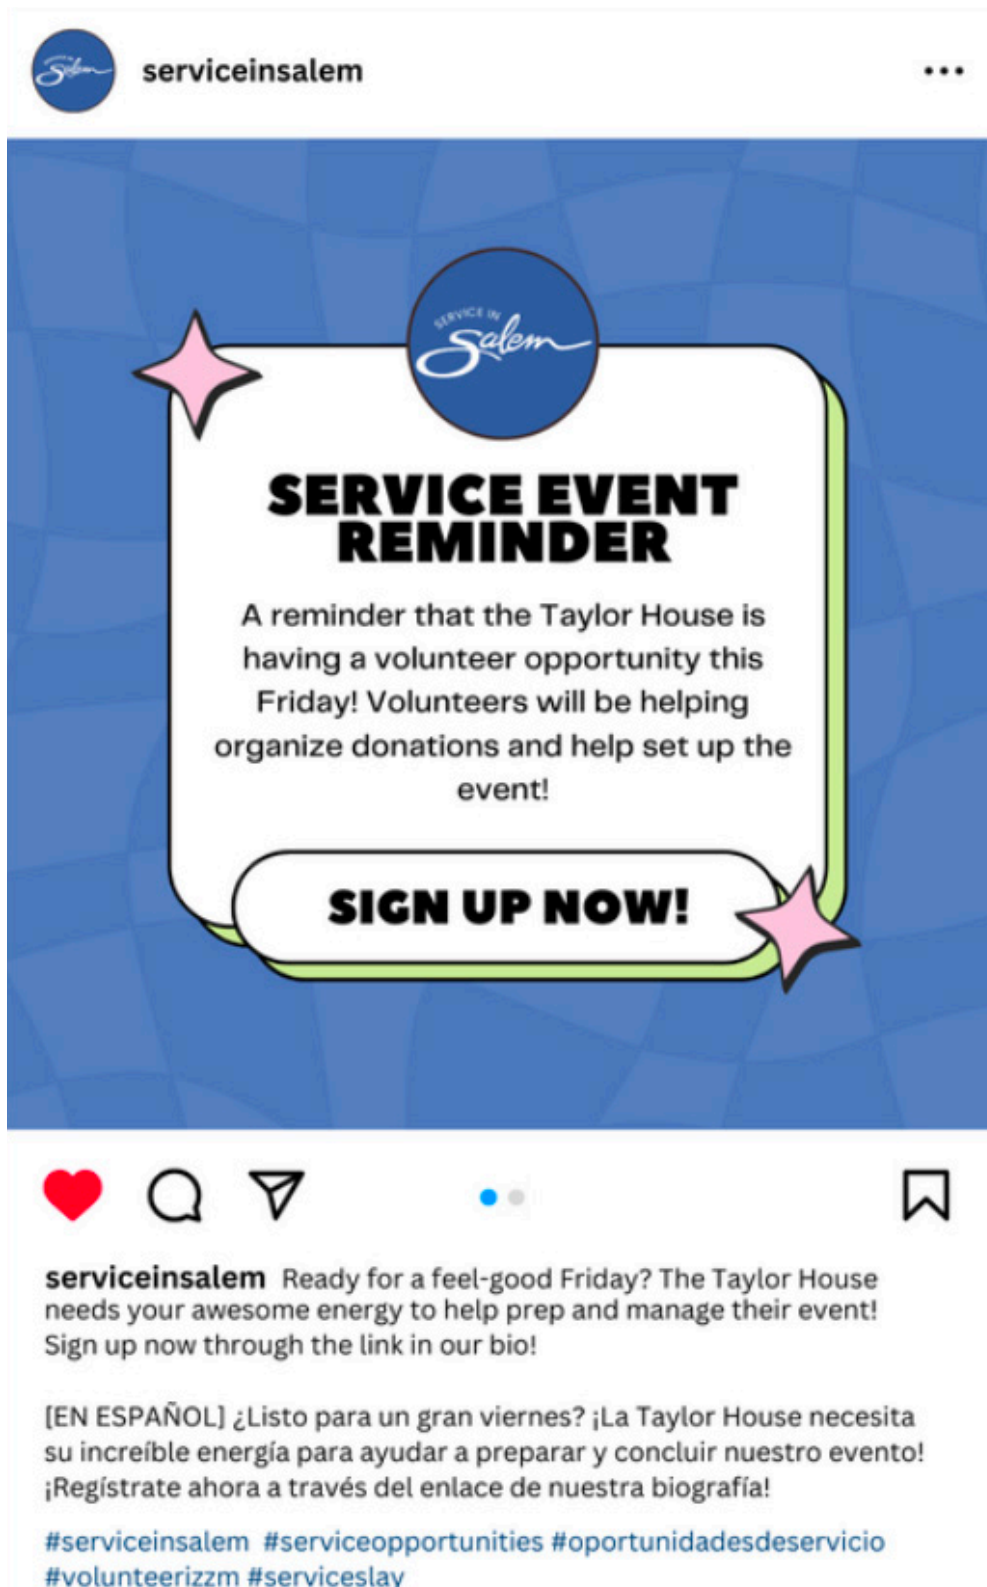 Salem
serviceinsalem
SERVICE IN
Salem
SERVICE EVENT
REMINDER
A reminder that the Taylor House is
having a volunteer opportunity this
Friday! Volunteers will be helping
organize donations and help set up the
event!
SIGN UP NOW!
serviceinsalem Ready for a feel-good Friday? The Taylor House
needs your awesome energy to help prep and manage their event!
Sign up now through the link in our bio!
[EN ESPAÑOL] ¿Listo para un gran viernes? ¡La Taylor House necesita
su increíble energía para ayudar a preparar y concluir nuestro evento!
¡Regístrate ahora a través del enlace de nuestra biografía!
#serviceinsalem #serviceopportunities #oportunidadesdeservicio
#volunteerizzm #serviceslay